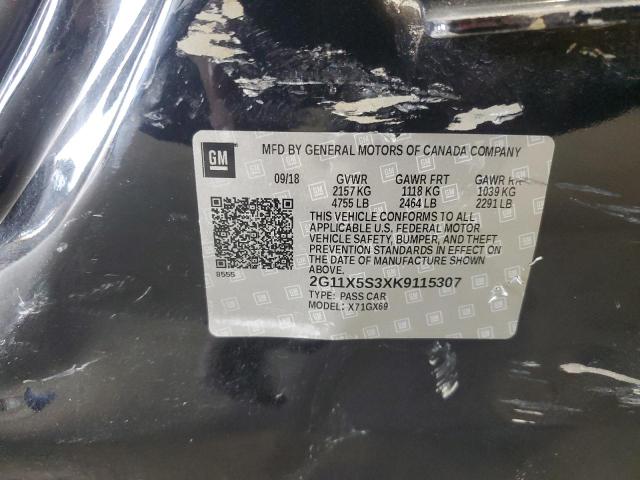 GM
MFD BY GENERAL MOTORS OF CANADA COMPANY
09/18 GVWR GAWR FRT GAWR RR
2157 KG 1118 KG 1039 KG
4755 LB 2464 LB 2291 LB
THIS VEHICLE CONFORMS TO ALL
APPLICABLE U.S. FEDERAL MOTOR
VEHICLE SAFETY, BUMPER, AND THEFT
PREVENTION STANDARDS IN EFFECT ON
THE DATE OF MANUFACTURE SHOWN
ABOVE.
8555
2G11X5S3XK9115307
TYPE: PASS CAR
MODEL: X71GX69